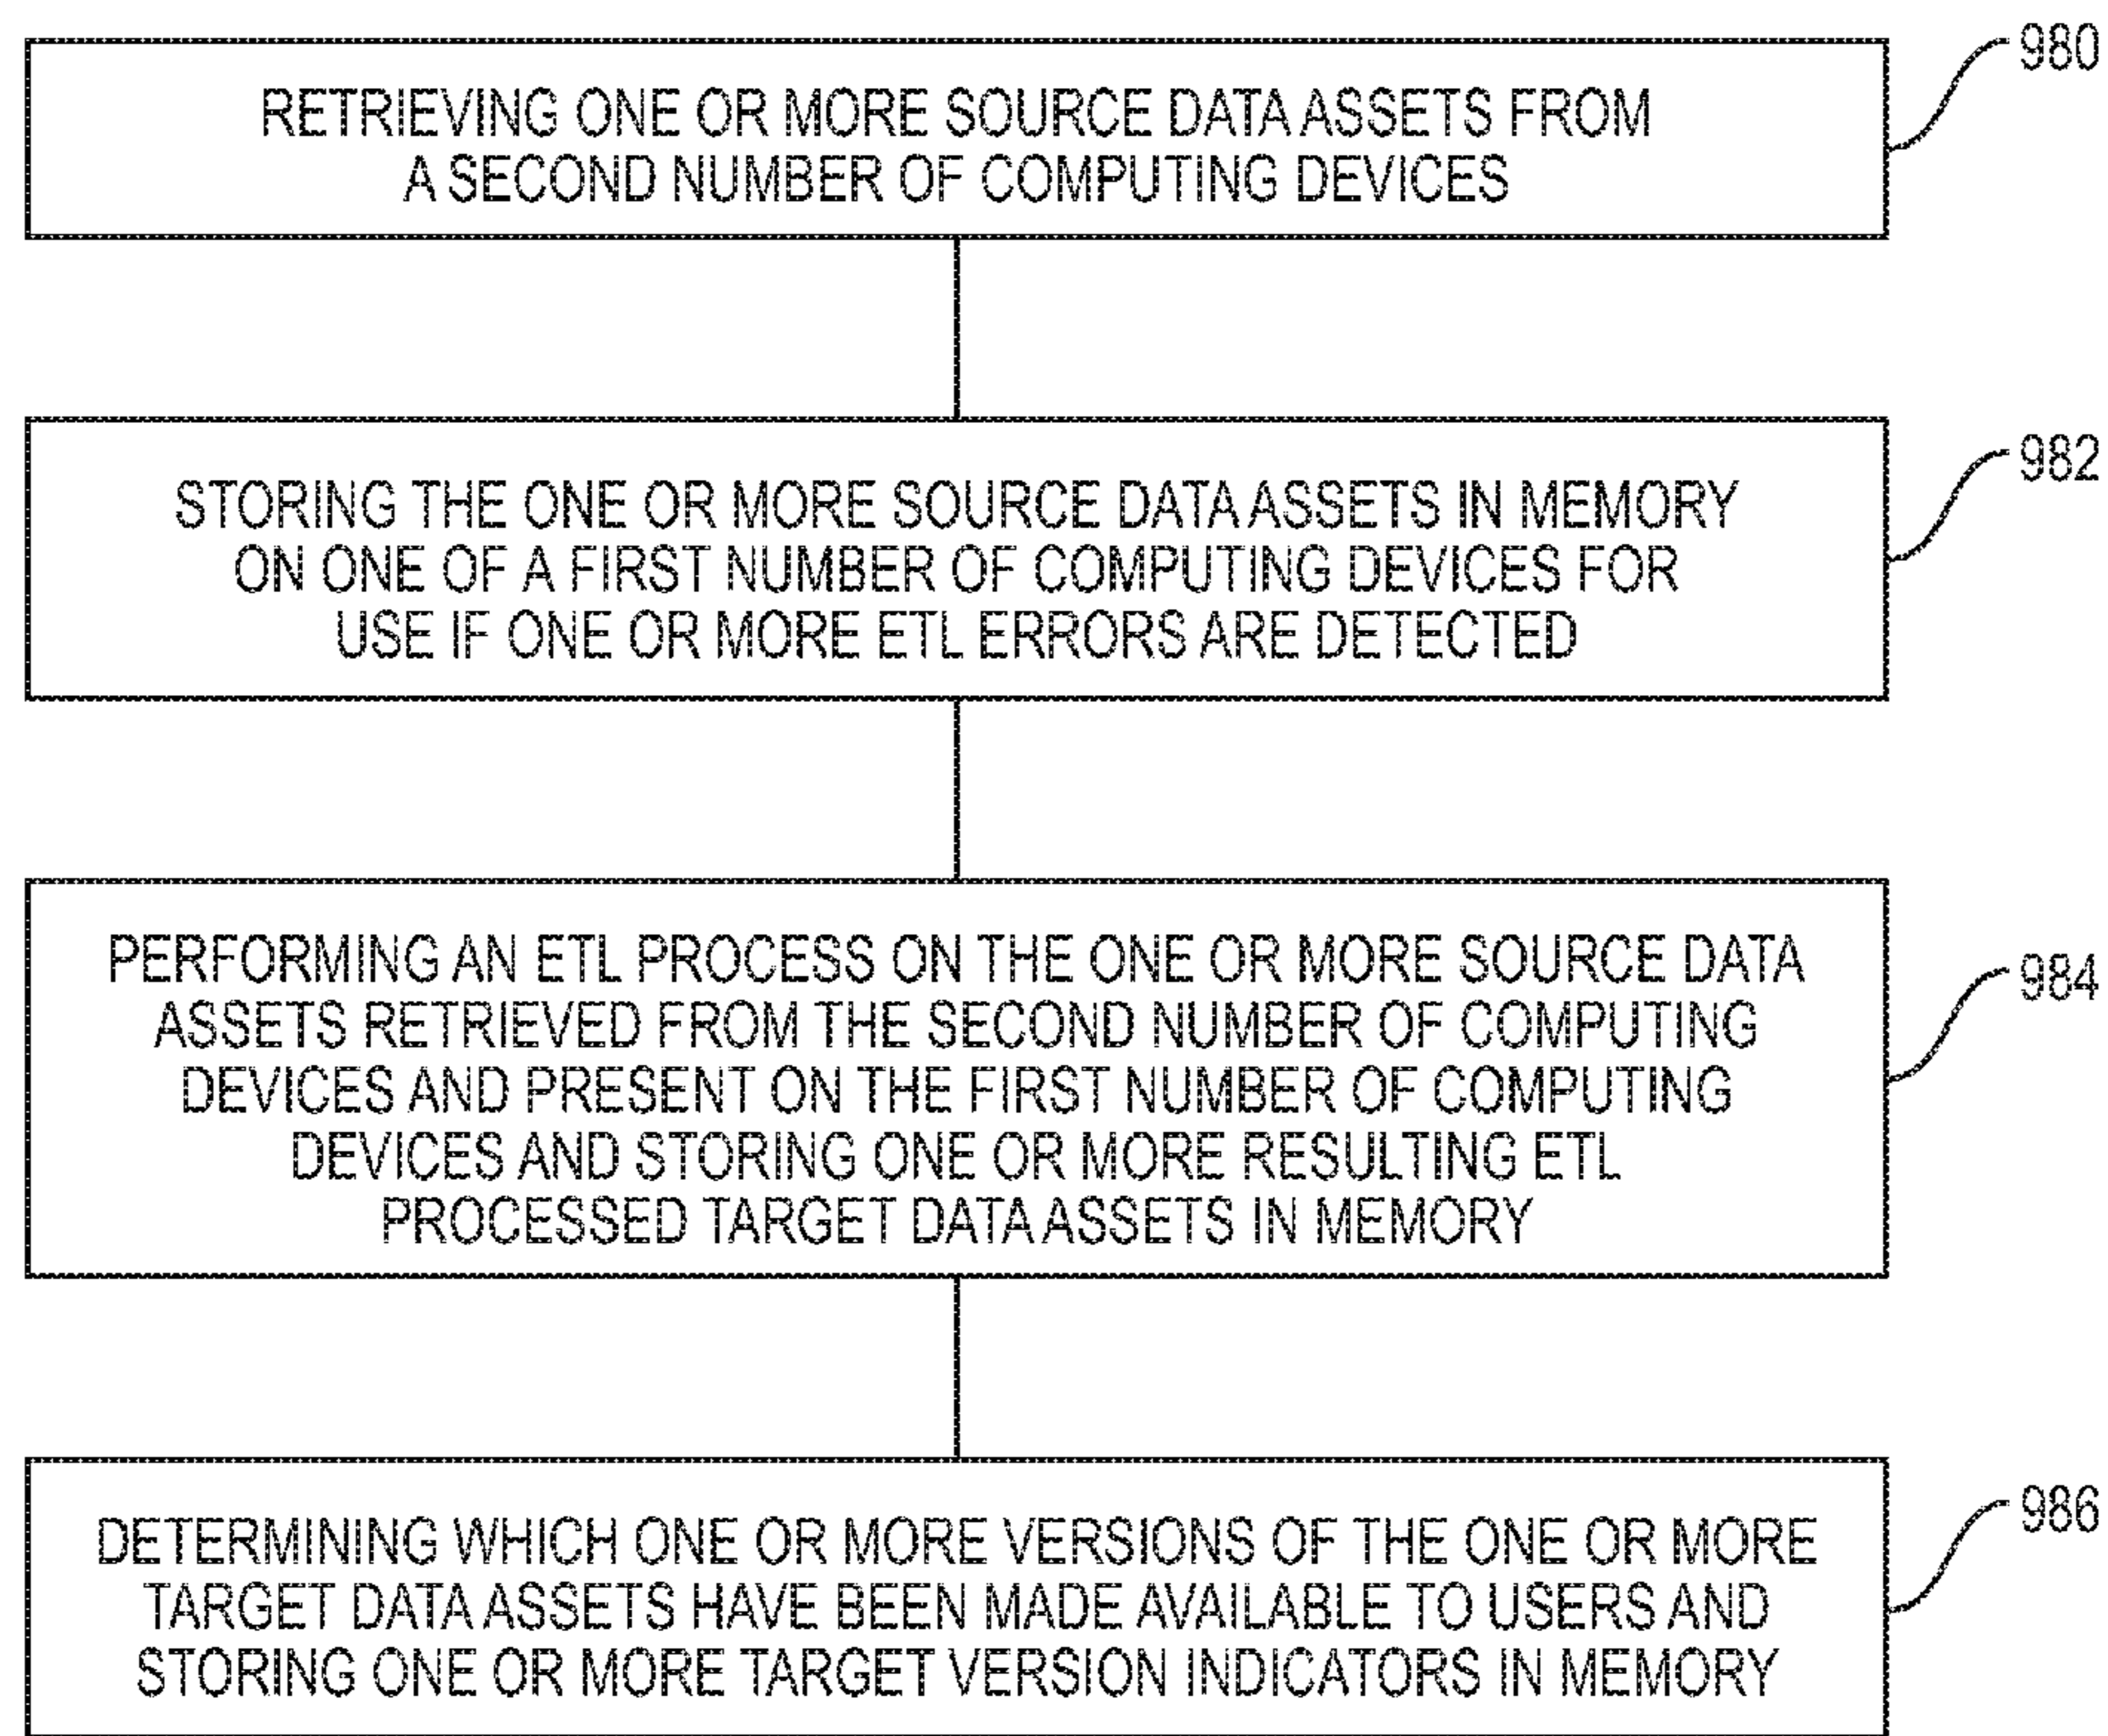 980
RETRIEVING ONE OR MORE SOURCE DATA ASSETS FROM
A SECOND NUMBER OF COMPUTING DEVICES
982
STORING THE ONE OR MORE SOURCE DATA ASSETS IN MEMORY
ON ONE OF A FIRST NUMBER OF COMPUTING DEVICES FOR
USE IF ONE OR MORE ETL ERRORS ARE DETECTED
984
PERFORMING AN ETL PROCESS ON THE ONE OR MORE SOURCE DATA
ASSETS RETRIEVED FROM THE SECOND NUMBER OF COMPUTING
DEVICES AND PRESENT ON THE FIRST NUMBER OF COMPUTING
DEVICES AND STORING ONE OR MORE RESULTING ETL
PROCESSED TARGET DATA ASSETS IN MEMORY
986
DETERMINING WHICH ONE OR MORE VERSIONS OF THE ONE OR MORE
TARGET DATA ASSETS HAVE BEEN MADE AVAILABLE TO USERS AND
STORING ONE OR MORE TARGET VERSION INDICATORS IN MEMORY